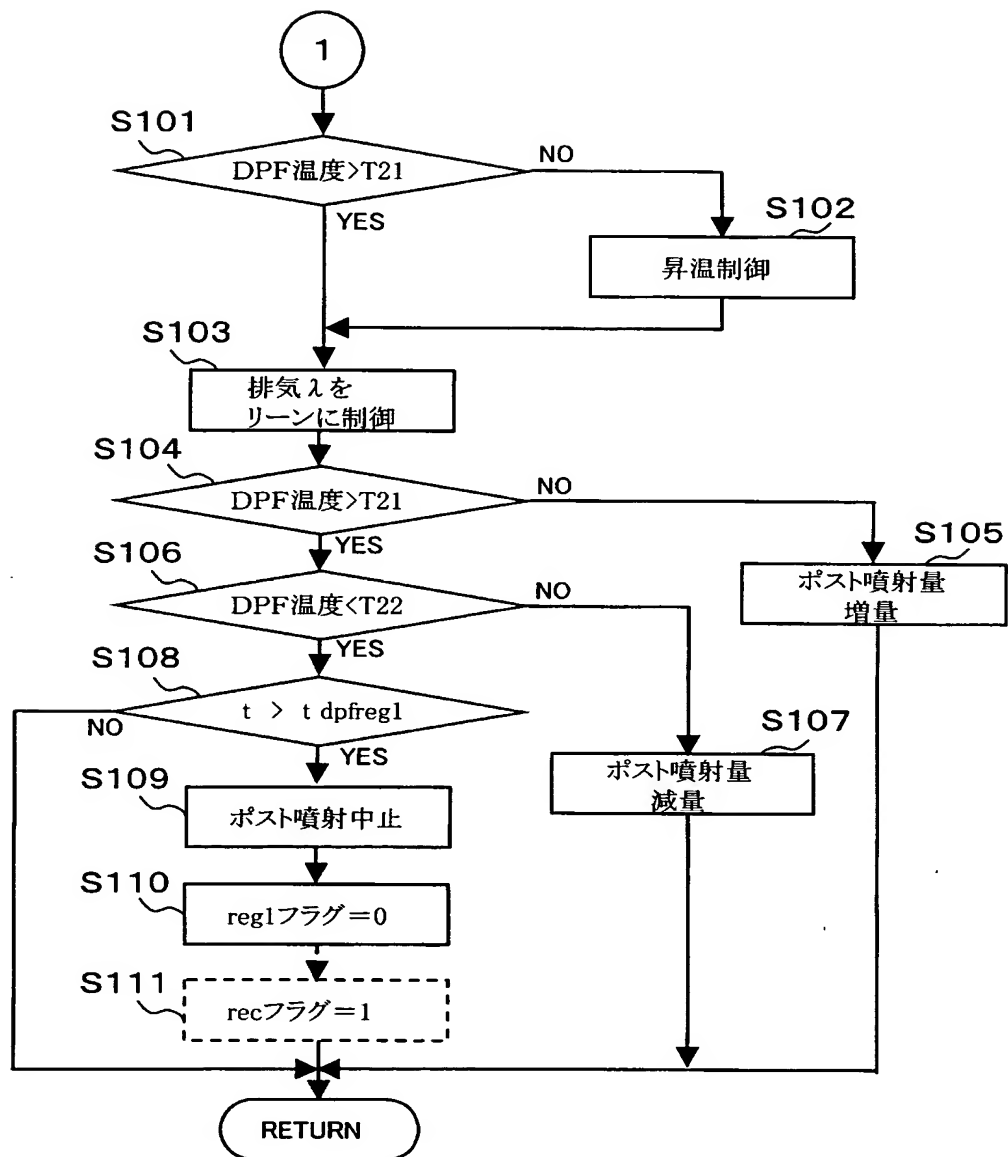 1
S101
DPF温度>T21
NO
YES
S102
昇温制御
S103
排気λを
リーンに制御
S104
DPF温度>T21
NO
YES
S105
ポスト噴射量
増量
S106
DPF温度<T22
NO
YES
S107
ポスト噴射量
減量
S108
t > t dpfreg1
NO
YES
S109
ポスト噴射中止
S110
reg1フラグ=0
S111
recフラグ=1
RETURN